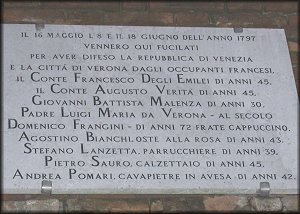 IL 16 MAGGIO L'8 E IL 18 GIUGNO DELL'ANNO 1797
VENNERO QUI FUCILATI
PER AVER DIFESO LA REPUBBLICA DI VENEZIA
E LA CITTÀ DI VERONA DAGLI OCCUPANTI FRANCESI,
IL CONTE FRANCESCO DEGLI EMILEI DI ANNI 45,
IL CONTE AUGUSTO VERITÀ DI ANNI 45,
GIOVANNI BATTISTA MALENZA DI ANNI 30,
PADRE LUIGI MARIA DA VERONA - AL SECOLO
DOMENICO FRANGINI - DI ANNI 72 FRATE CAPPUCCINO,
AGOSTINO BIANCHI, OSTE ALLA ROSA DI ANNI 43,
STEFANO LANZETTA, PARRUCCHIERE DI ANNI 39,
PIETRO SAURO, CALZETTAIO DI ANNI 45,
ANDREA POMARI, CAVAPIETRE IN AVESA DI ANNI 42.